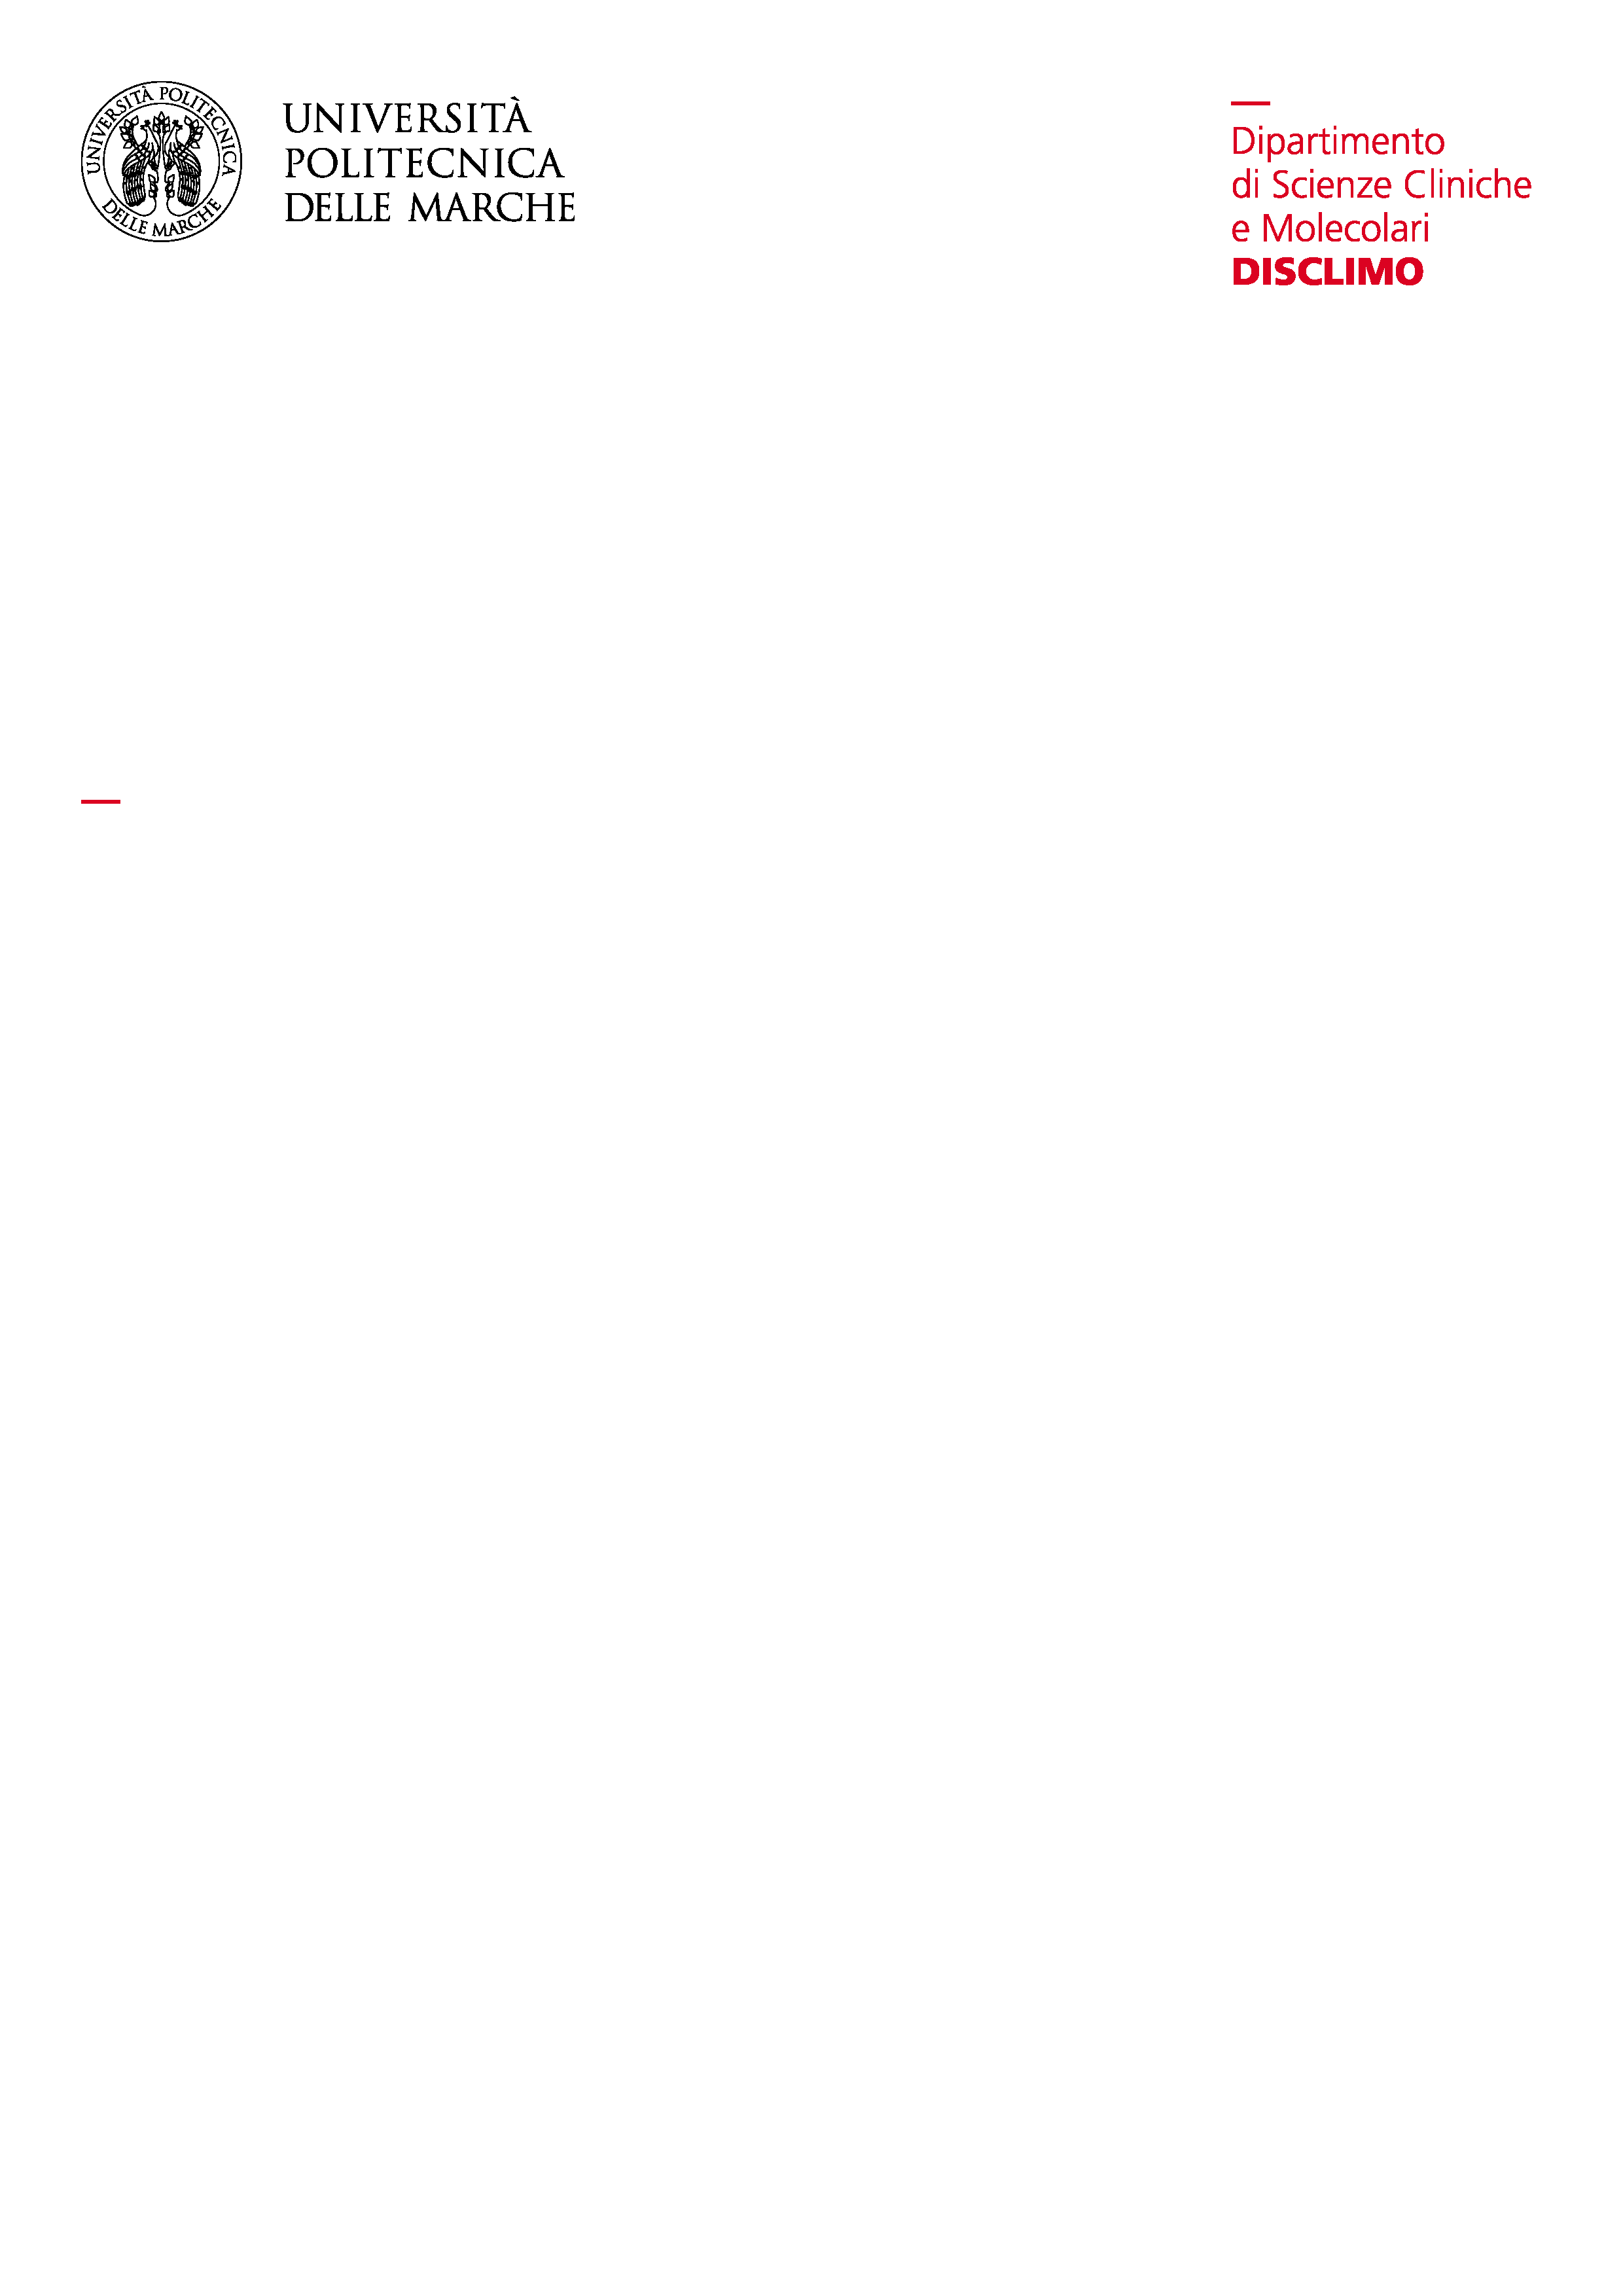 UNIVERSITÀ POLITECNICA
DELLE MARCHE
UNIVERSITÀ
POLITECNICA
DELLE MARCHE
Dipartimento
di Scienze Cliniche
e Molecolari
DISCLIMO